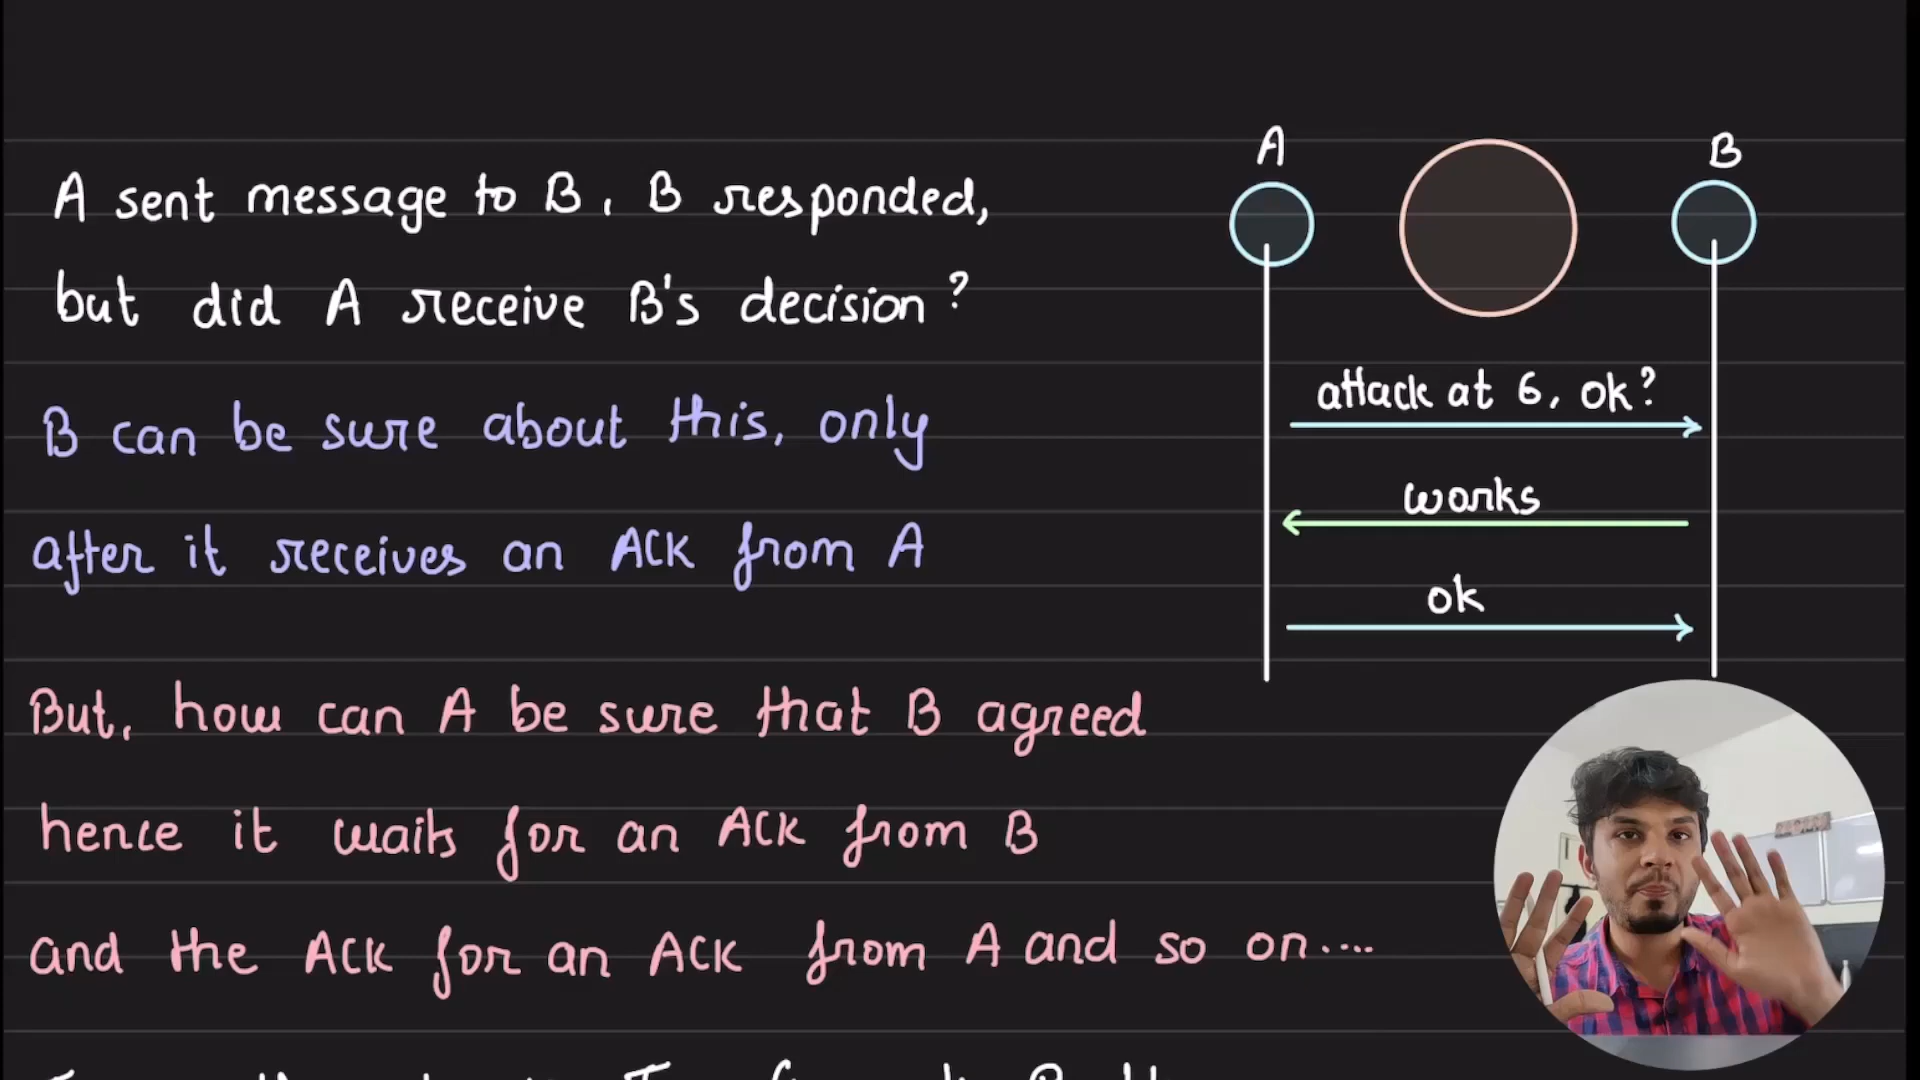 A sent message to B, B responded,
but did A receive B's decision?
B can be sure about this, only
after it receives an ACK from A
But, how can A be sure that B agreed
hence it waits for an ACK from B
and the ACK for an ACK from A and so on....
A
B
attack at 6, ok?
works
ok